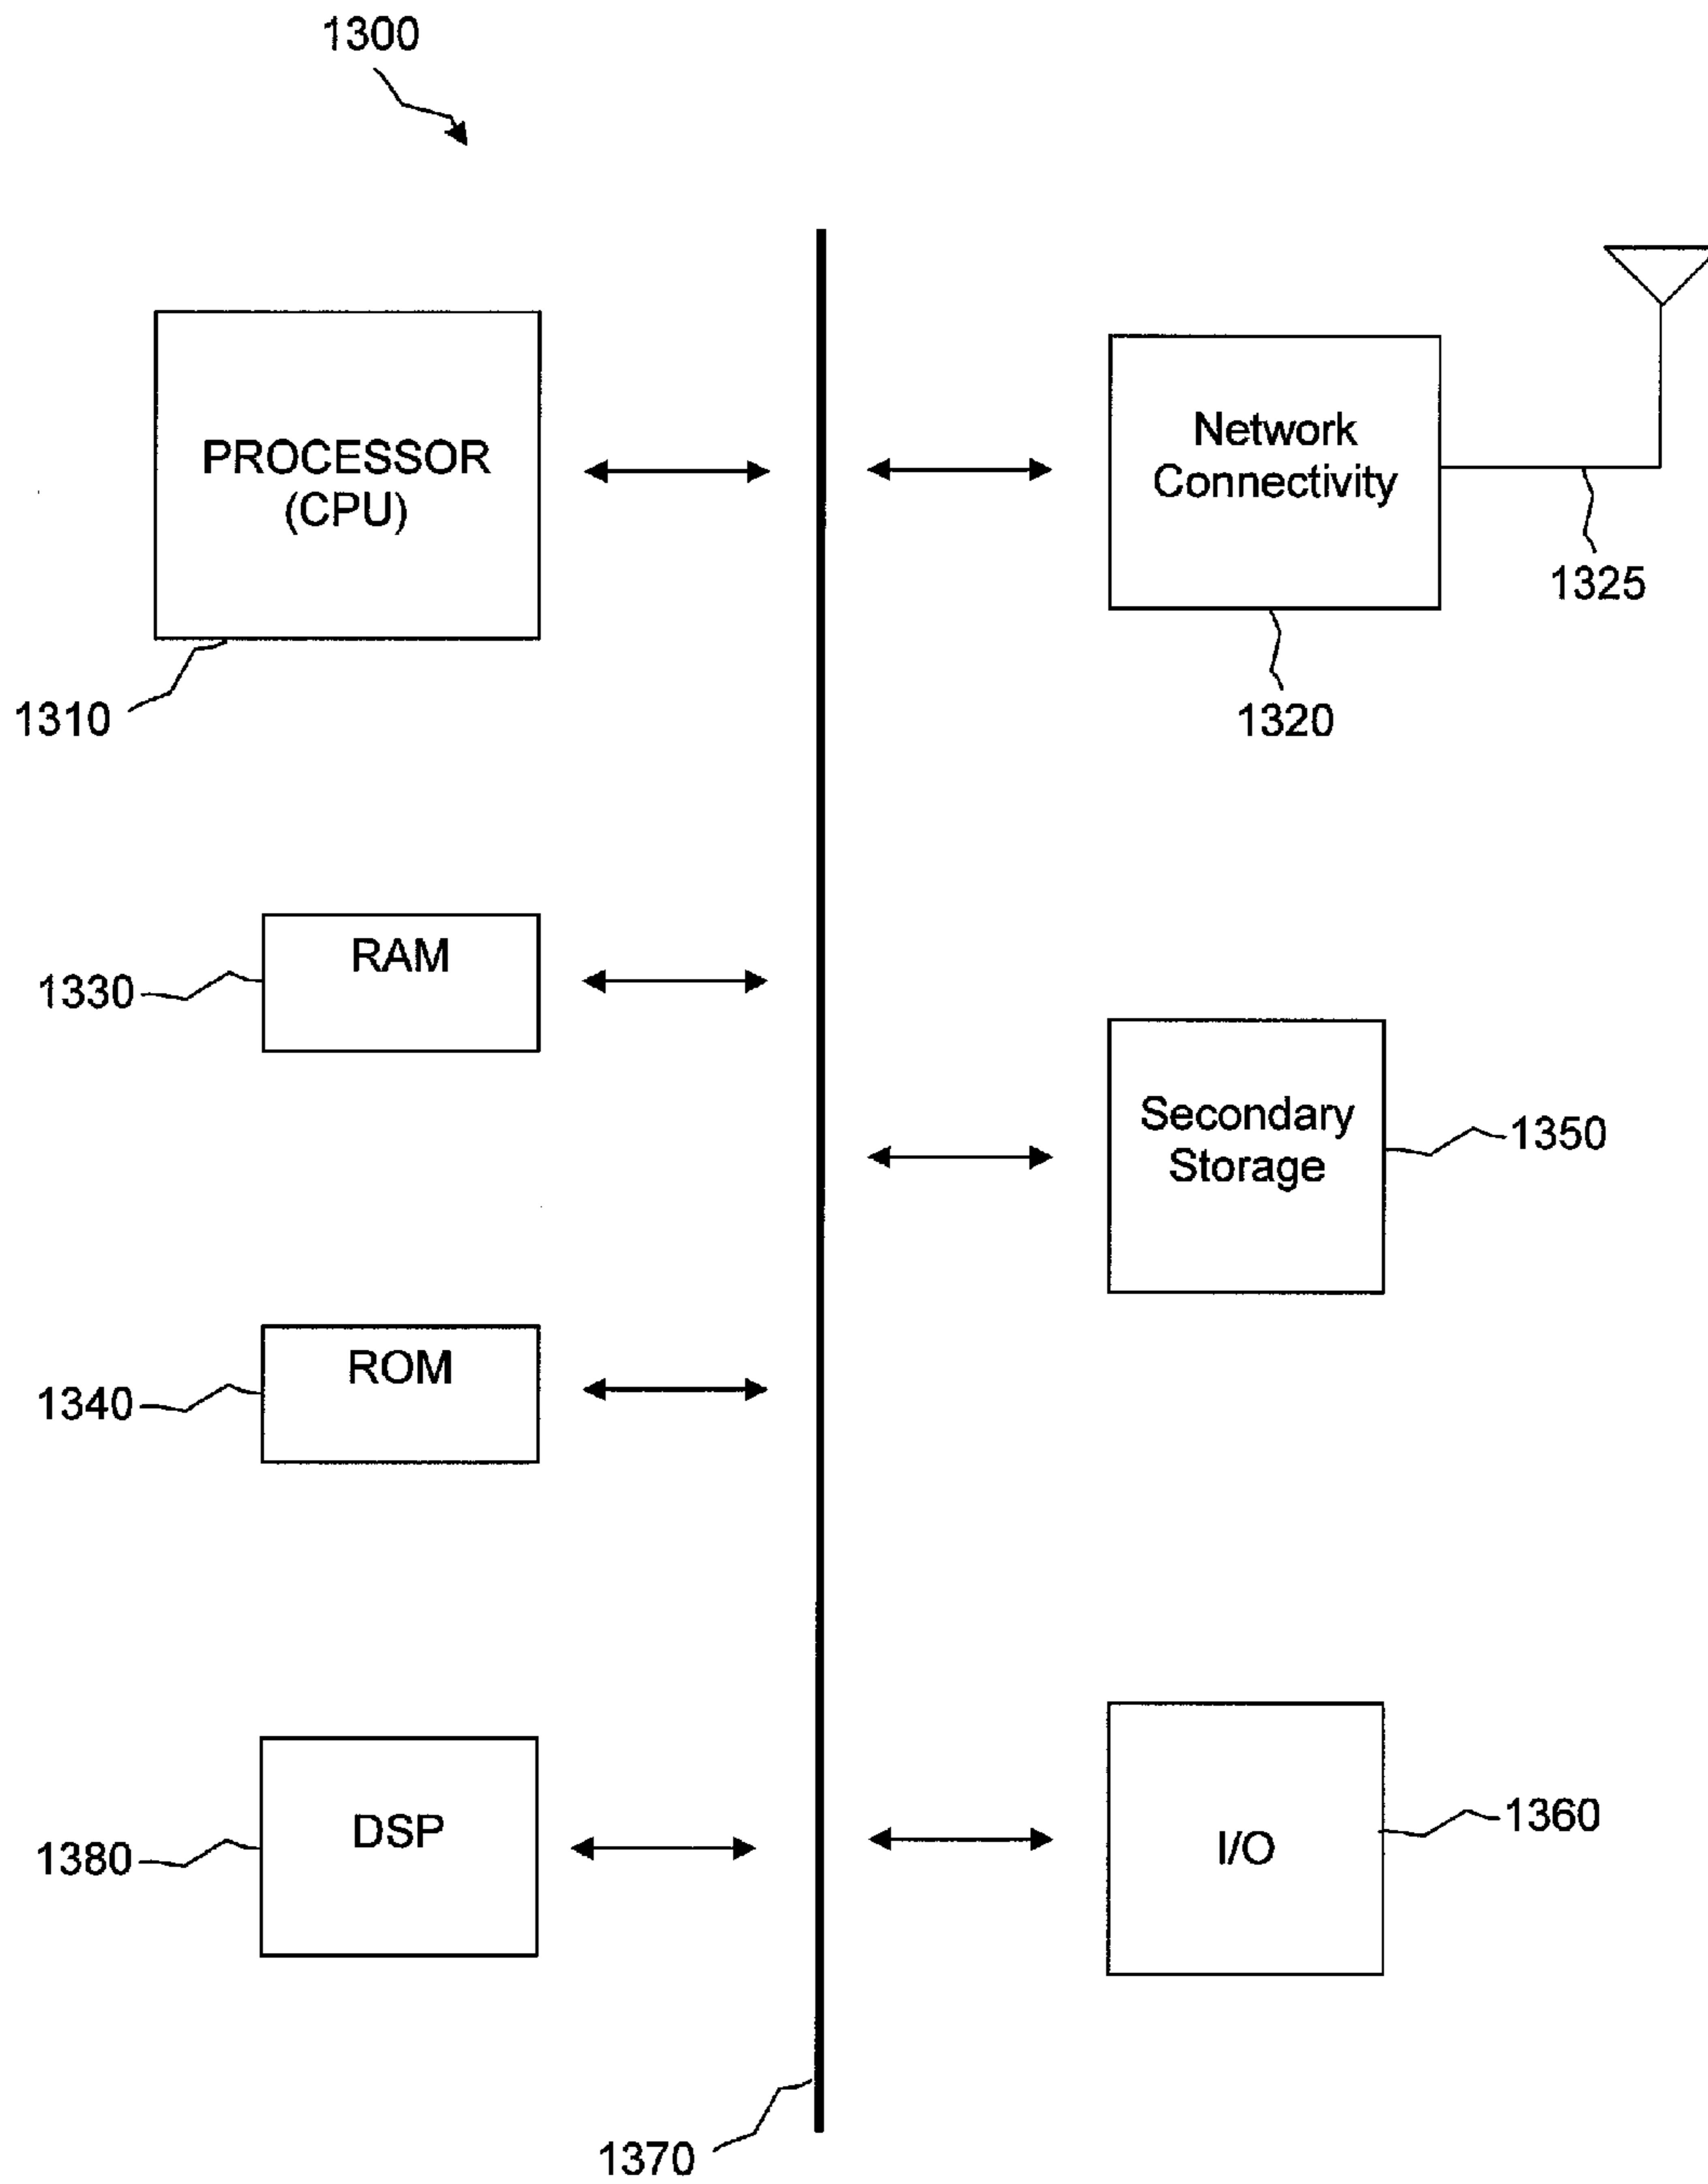 1300
PROCESSOR
(CPU)
1310
Network
Connectivity
1325
1320
RAM
1330
Secondary
Storage
1350
ROM
1340
DSP
1380
I/O
1360
1370